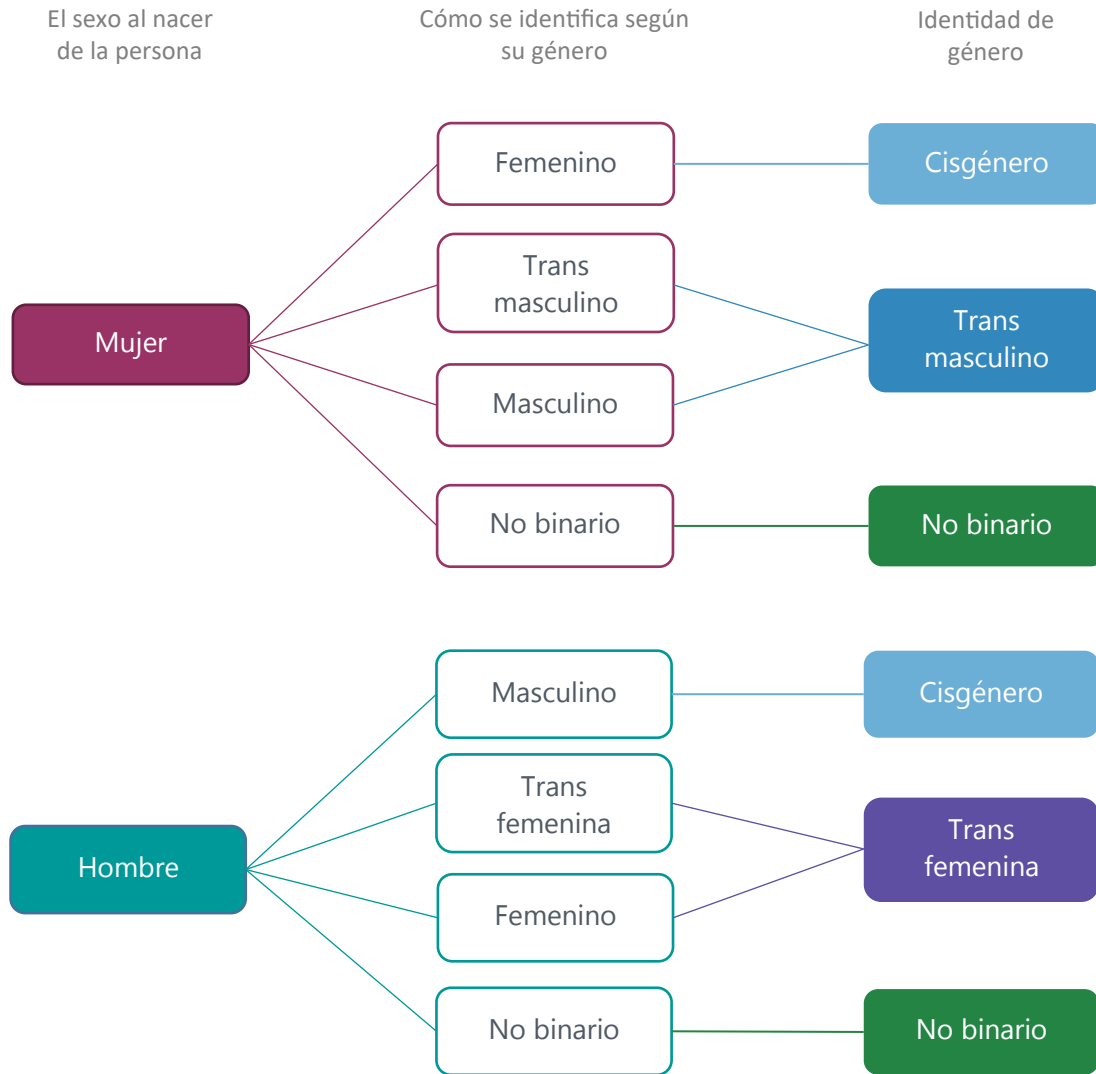 El sexo al nacer
de la persona
Cómo se identifica según
su género
Identidad de
género
Femenino
Cisgénero
Trans
masculino
Mujer
Trans
masculino
Masculino
No binario
No binario
Masculino
Cisgénero
Trans
femenina
Hombre
Trans
femenina
Femenino
No binario
No binario